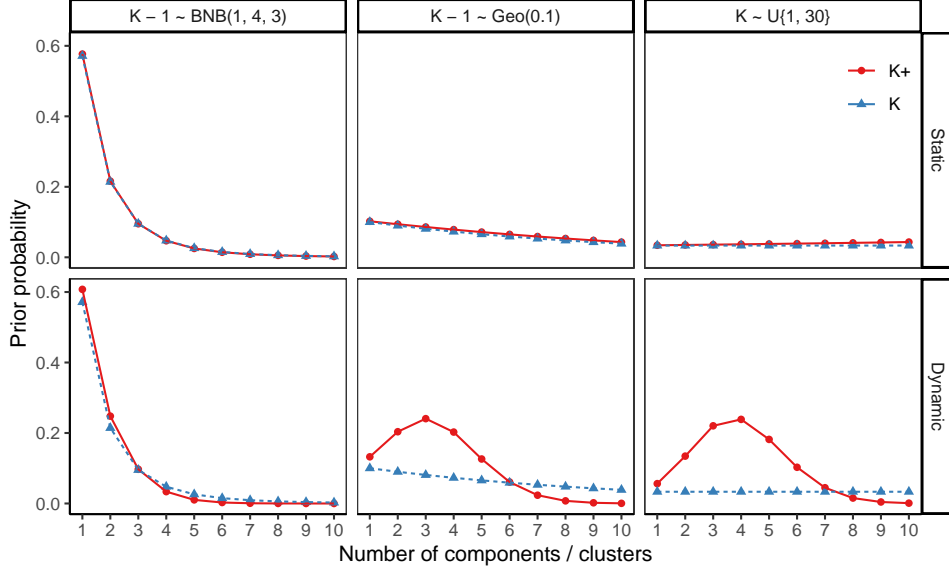 K − 1 ~ BNB(1, 4, 3)
K − 1 ~ Geo(0.1)
K ~ U{1, 30}
Prior probability
0.6
0.4
0.2
0.0
K+
K
Static
0.6
0.4
0.2
0.0
Dynamic
1 2 3 4 5 6 7 8 9 10
1 2 3 4 5 6 7 8 9 10
1 2 3 4 5 6 7 8 9 10
Number of components / clusters